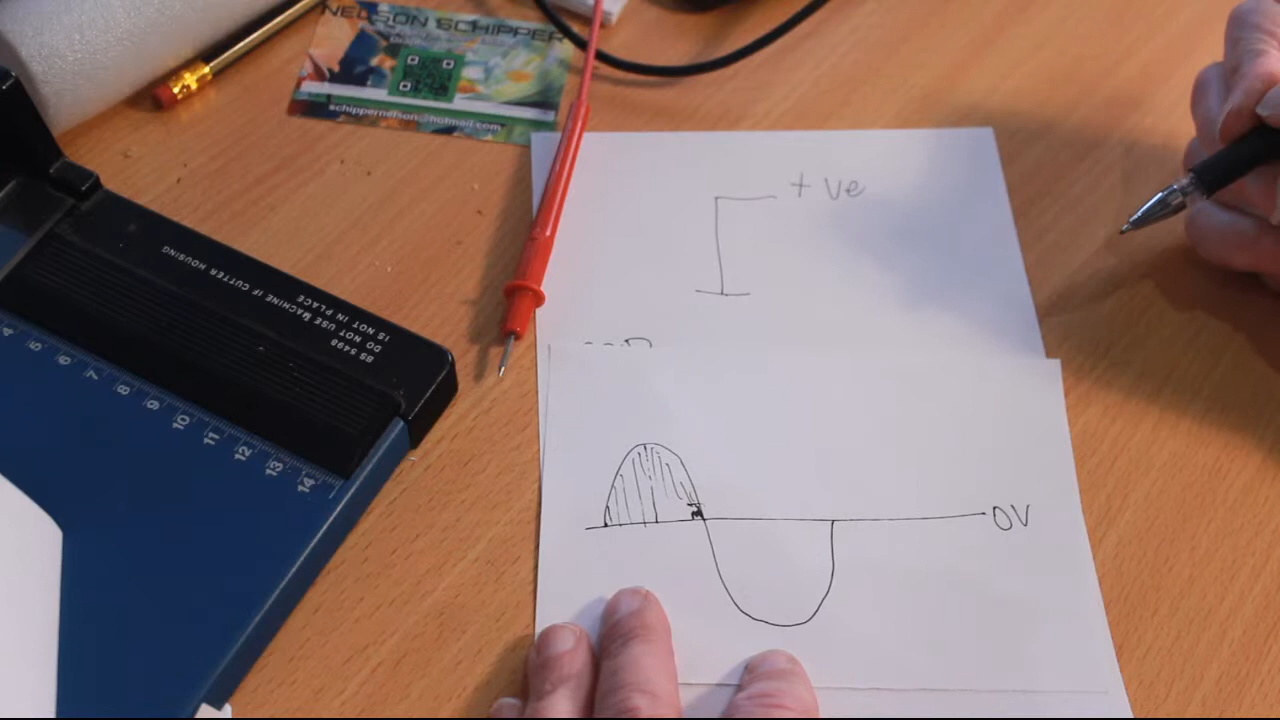 NELSON SCHIPPER
schippernelson@hotmail.com
CUTTER HOUSING
DO NOT USE MACHINE IF
IS NOT IN PLACE
BS 5498
4 5 6 7 8 9 10 11 12 13 14
+ ve
0V